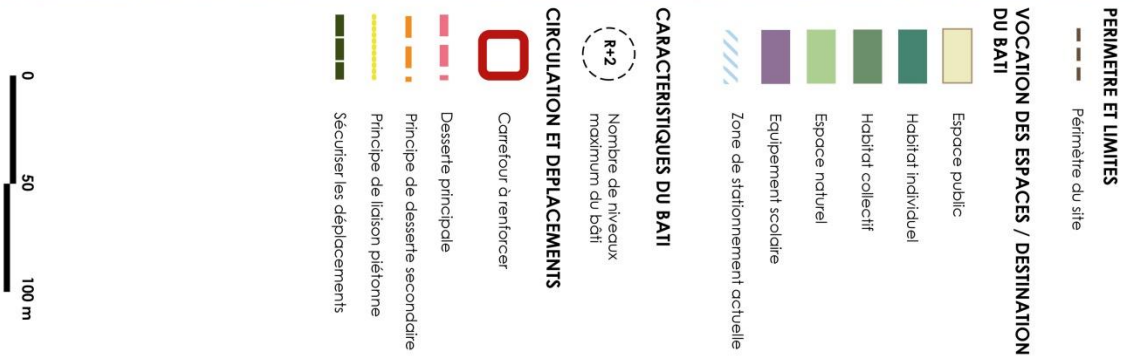 PERIMETRE ET LIMITES
Périmètre du site
VOCATION DES ESPACES / DESTINATION
DU BATI
Espace public
Habitat individuel
Habitat collectif
Espace naturel
Equipement scolaire
Zone de stationnement actuelle
CARACTERISTIQUES DU BATI
R+2
Nombre de niveaux
maximum du bâti
CIRCULATION ET DEPLACEMENTS
Carrefour à renforcer
Desserte principale
Principe de desserte secondaire
Principe de liaison piétonne
Sécuriser les déplacements
0 50 100 m